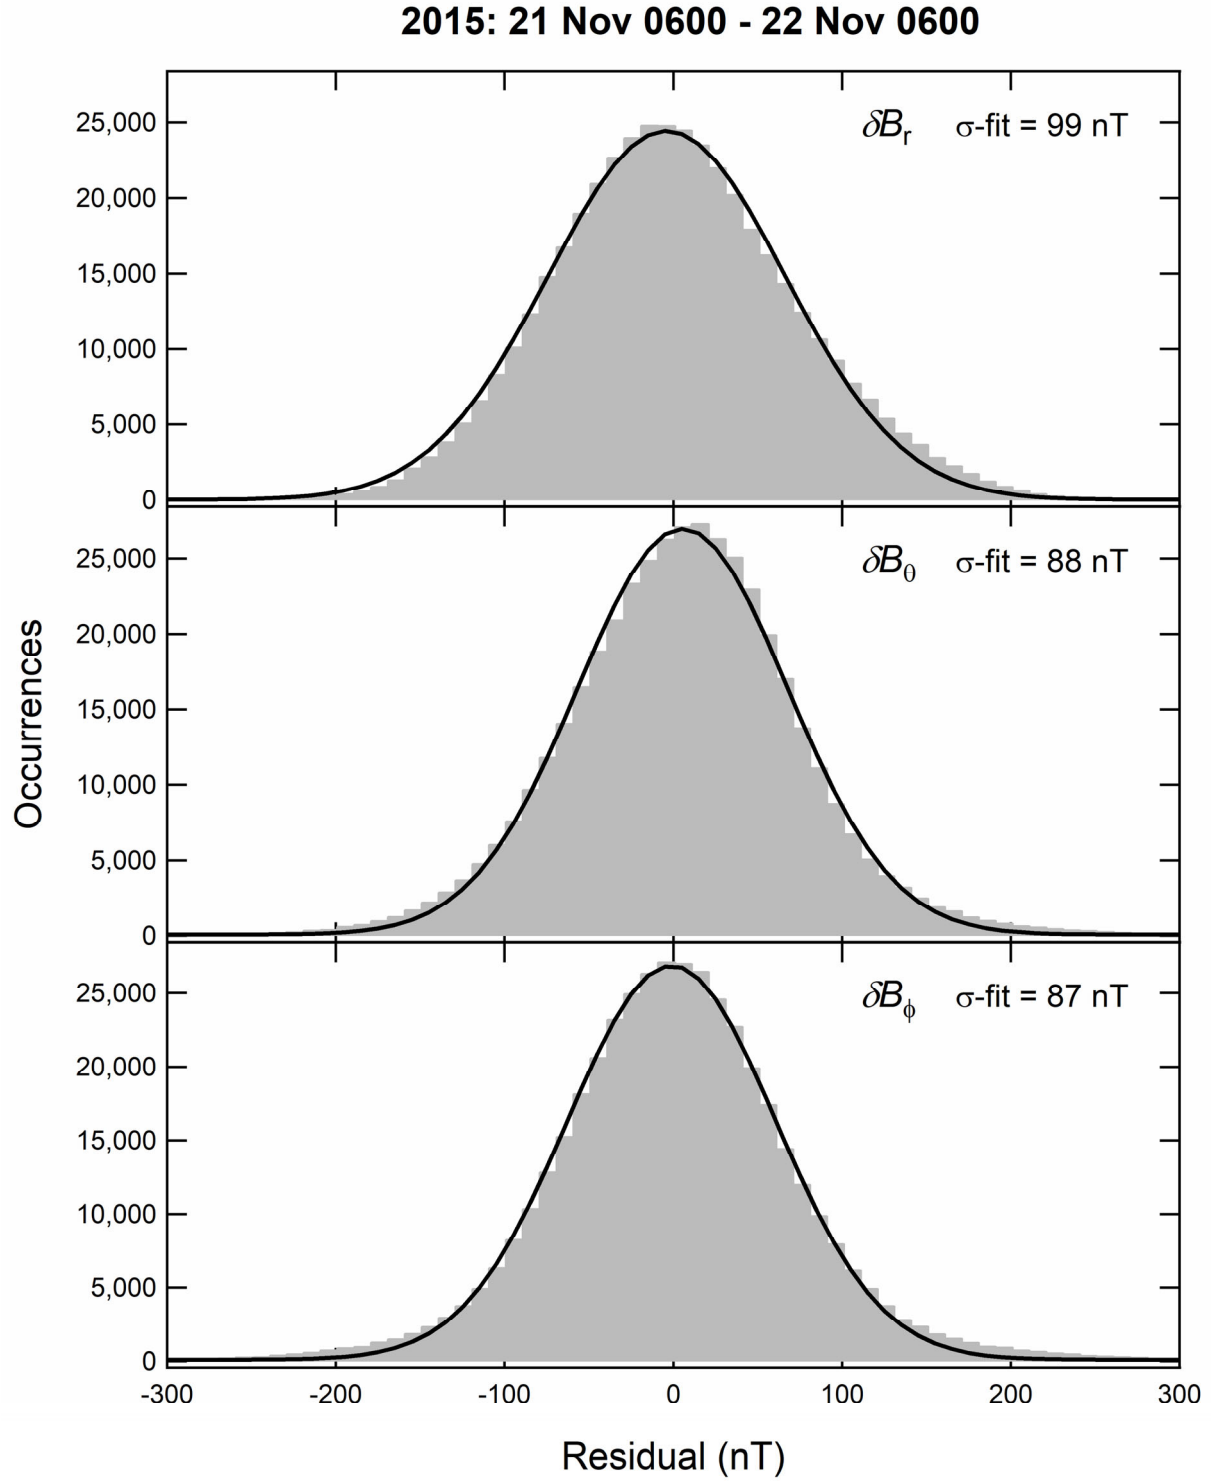 2015: 21 Nov 0600 - 22 Nov 0600
25,000
20,000
15,000
10,000
5,000
0
δBr σ-fit = 99 nT
25,000
20,000
15,000
10,000
5,000
0
δBθ σ-fit = 88 nT
25,000
20,000
15,000
10,000
5,000
0
δBϕ σ-fit = 87 nT
Occurrences
-300 -200 -100 0 100 200 300
Residual (nT)